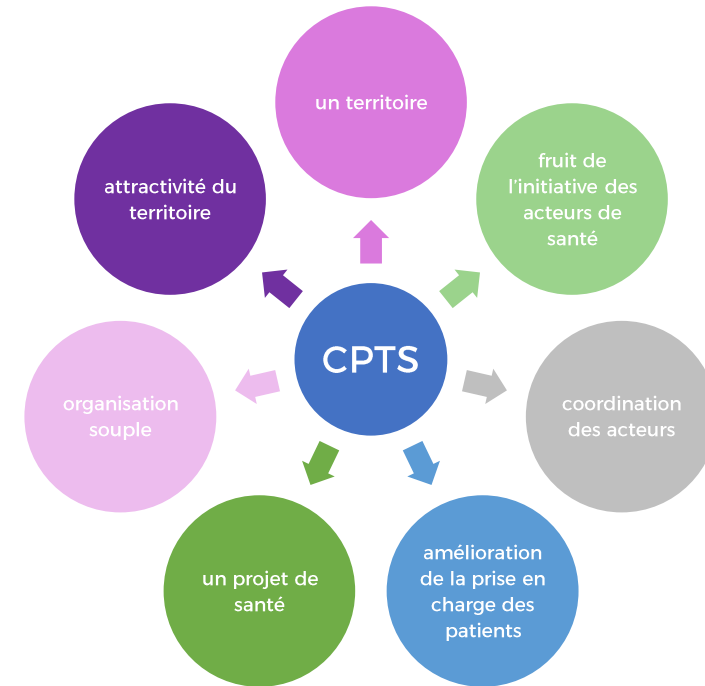 un territoire
fruit de
l'initiative des
acteurs de
santé
coordination
des acteurs
amélioration
de la prise en
charge des
patients
un projet de
santé
organisation
souple
attractivité du
territoire
CPTS